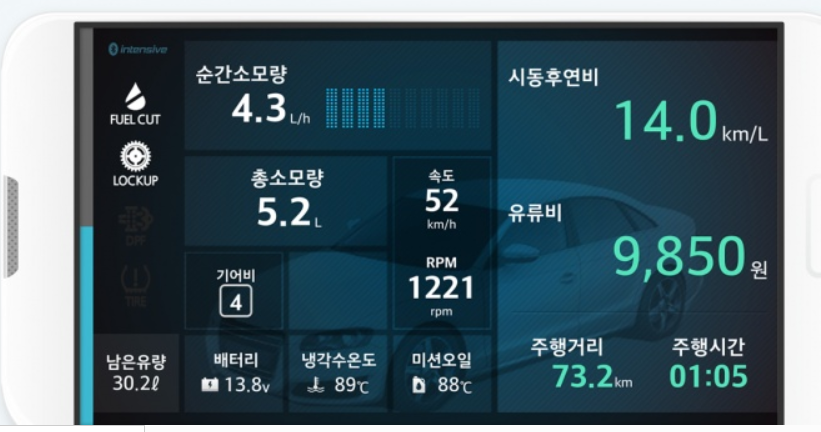 intensive
FUEL CUT
LOCKUP
DPF
TIRE
남은유량
30.2ℓ
순간소모량
4.3 L/h
총소모량
5.2 L
기어비
4
속도
52
km/h
RPM
1221
rpm
배터리
13.8v
냉각수온도
89℃
미션오일
88℃
시동후연비
14.0 km/L
유류비
9,850 원
주행거리
73.2 km
주행시간
01:05